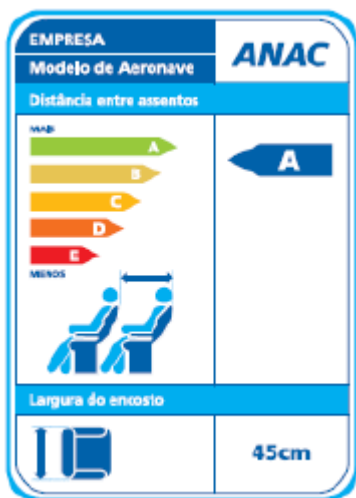 EMPRESA
ANAC
Modelo de Aeronave
Distância entre assentos
MAIS
A
A
B
C
D
E
MENOS
Largura do encosto
45cm